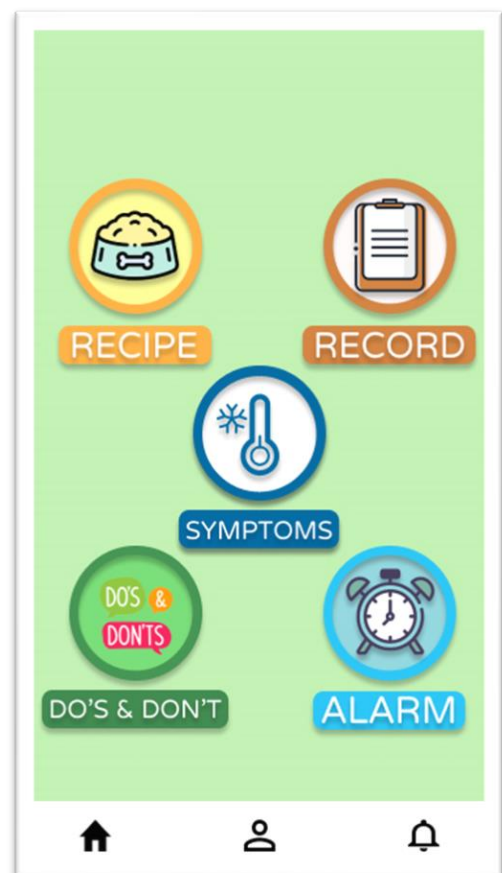 RECIPE
RECORD
SYMPTOMS
DO'S &
DON'TS
DO'S & DON'T
ALARM